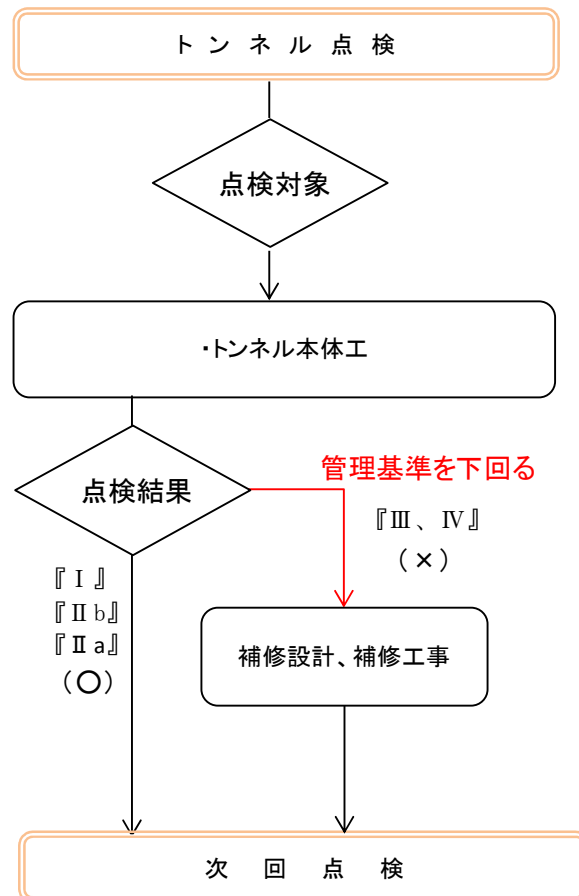 トンネル点検
点検対象
・トンネル本体工
点検結果
管理基準を下回る
『Ⅲ、Ⅳ』
（×）
『Ⅰ』
『Ⅱb』
『Ⅱa』
（○）
補修設計、補修工事
次回点検